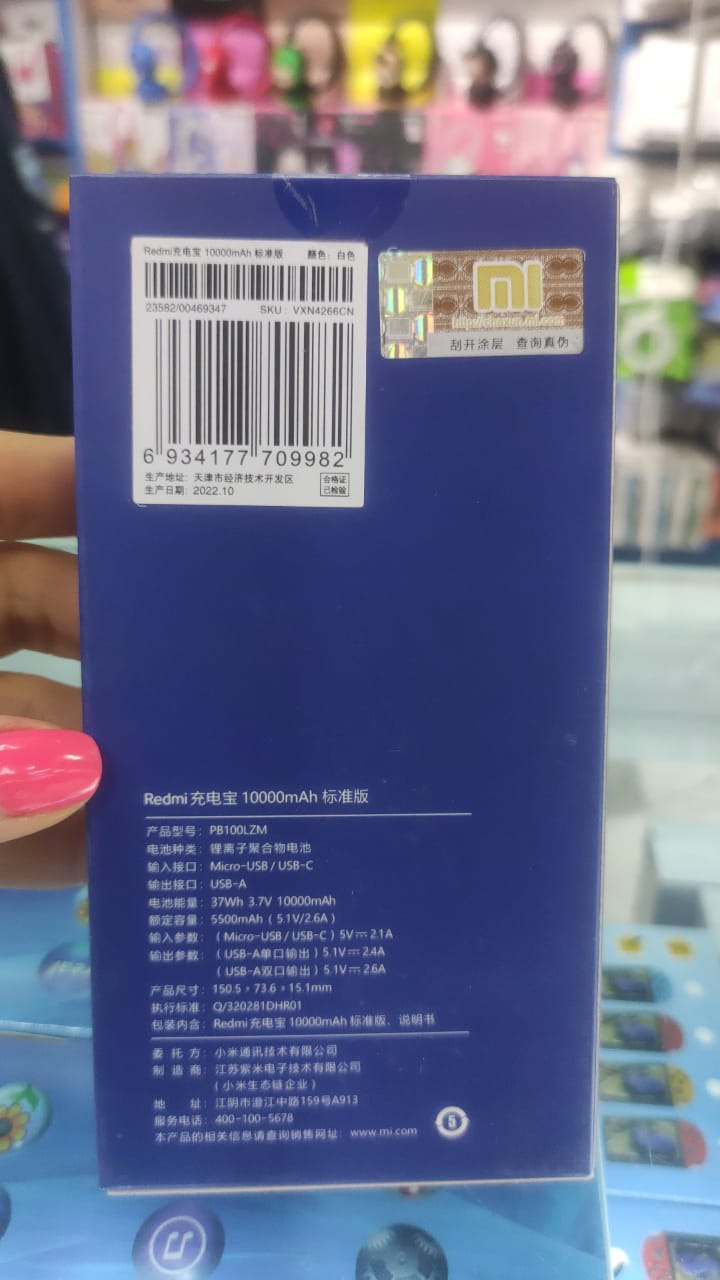 Redmi充电宝 10000mAh 标准版 颜色：白色
23582/00469347 SKU：VXN4266CN
6 934177 709982
生产地址：天津市经济技术开发区
生产日期：2022.10
合格证
已检验
mi
http://chaxun.mi.com
刮开涂层 查询真伪
Redmi充电宝 10000mAh 标准版
产品型号：PB100LZM
电池种类：锂离子聚合物电池
输入接口：Micro-USB / USB-C
输出接口：USB-A
电池能量：37Wh 3.7V 10000mAh
额定容量：5500mAh（5.1V/2.6A）
输入参数：（Micro-USB / USB-C）5V⎓2.1A
输出参数：（USB-A单口输出）5.1V⎓2.4A
（USB-A双口输出）5.1V⎓2.6A
产品尺寸：150.5 × 73.6 × 15.1mm
执行标准：Q/320281DHR01
包装内含：Redmi充电宝 10000mAh 标准版、说明书
委托方：小米通讯技术有限公司
制造商：江苏紫米电子技术有限公司
（小米生态链企业）
地址：江阴市澄江中路159号A913
服务电话：400-100-5678
本产品的相关信息请查询销售网址：www.mi.com
5